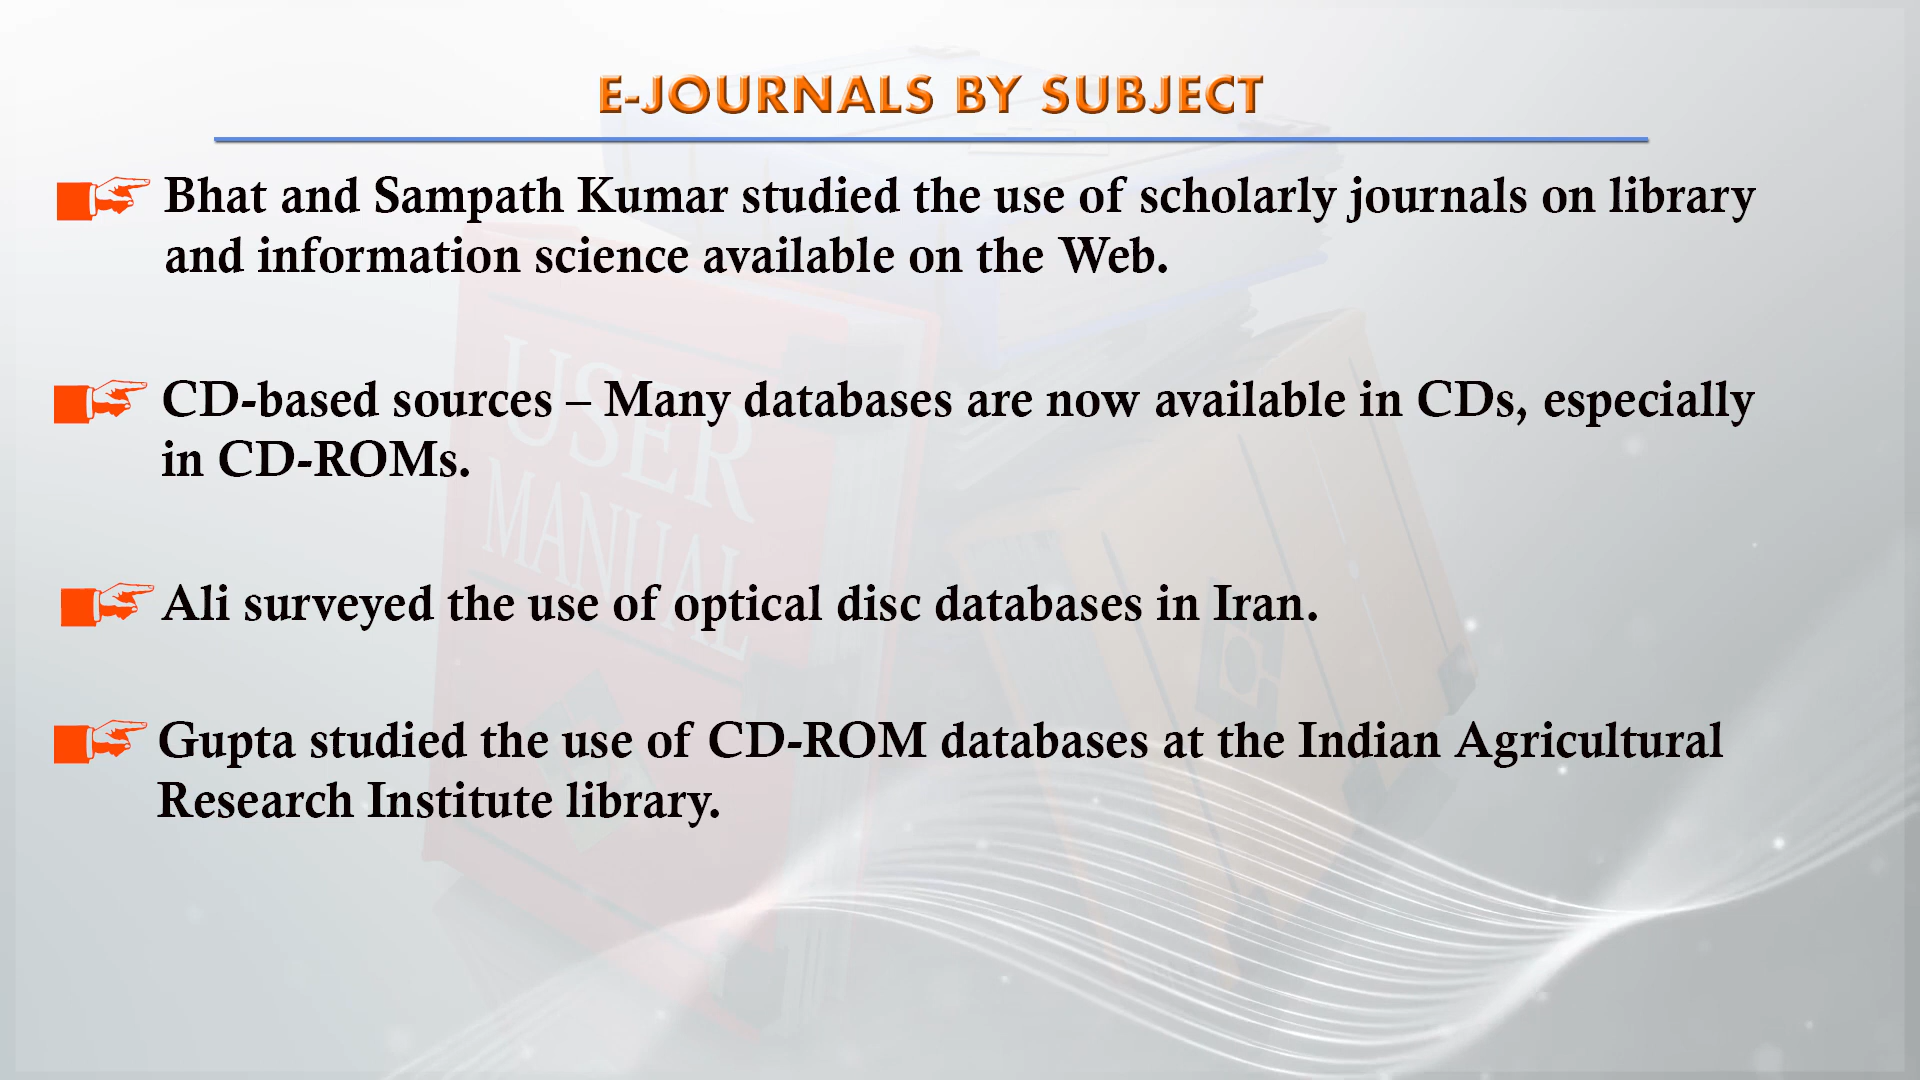 E-JOURNALS BY SUBJECT
Bhat and Sampath Kumar studied the use of scholarly journals on library
and information science available on the Web.
CD-based sources – Many databases are now available in CDs, especially
in CD-ROMs.
Ali surveyed the use of optical disc databases in Iran.
Gupta studied the use of CD-ROM databases at the Indian Agricultural
Research Institute library.
USER
MANUAL